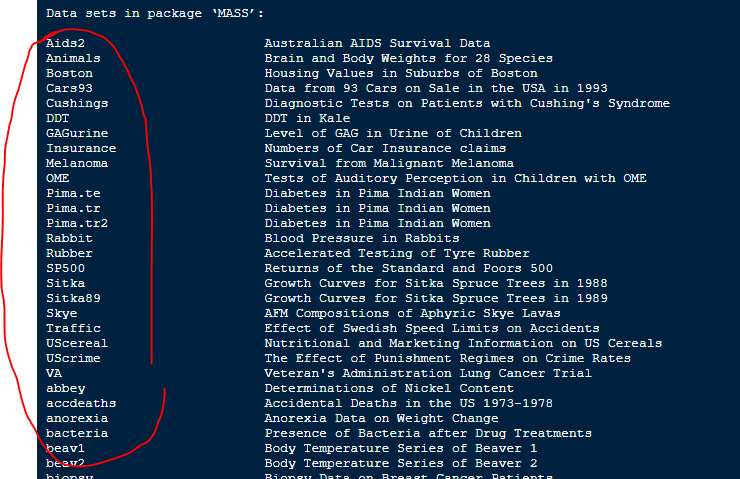 Data sets in package ‘MASS’:
Aids2 Australian AIDS Survival Data
Animals Brain and Body Weights for 28 Species
Boston Housing Values in Suburbs of Boston
Cars93 Data from 93 Cars on Sale in the USA in 1993
Cushings Diagnostic Tests on Patients with Cushing's Syndrome
DDT DDT in Kale
GAGurine Level of GAG in Urine of Children
Insurance Numbers of Car Insurance claims
Melanoma Survival from Malignant Melanoma
OME Tests of Auditory Perception in Children with OME
Pima.te Diabetes in Pima Indian Women
Pima.tr Diabetes in Pima Indian Women
Pima.tr2 Diabetes in Pima Indian Women
Rabbit Blood Pressure in Rabbits
Rubber Accelerated Testing of Tyre Rubber
SP500 Returns of the Standard and Poors 500
Sitka Growth Curves for Sitka Spruce Trees in 1988
Sitka89 Growth Curves for Sitka Spruce Trees in 1989
Skye AFM Compositions of Aphyric Skye Lavas
Traffic Effect of Swedish Speed Limits on Accidents
UScereal Nutritional and Marketing Information on US Cereals
UScrime The Effect of Punishment Regimes on Crime Rates
VA Veteran's Administration Lung Cancer Trial
abbey Determinations of Nickel Content
accdeaths Accidental Deaths in the US 1973-1978
anorexia Anorexia Data on Weight Change
bacteria Presence of Bacteria after Drug Treatments
beav1 Body Temperature Series of Beaver 1
beav2 Body Temperature Series of Beaver 2
biopsy Biopsy Data on Breast Cancer Patients